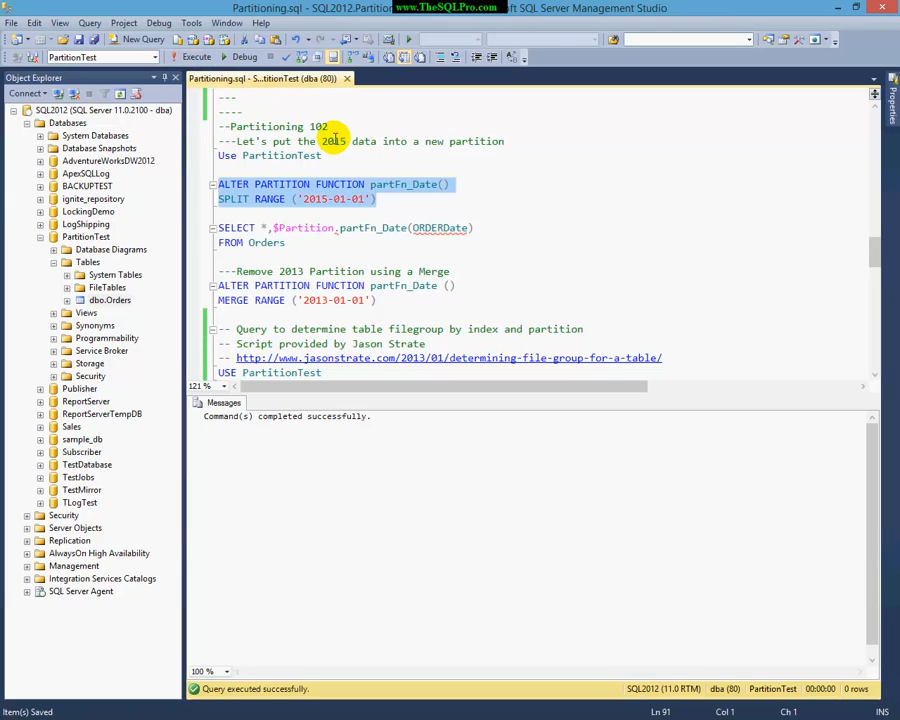 Partitioning.sql - SQL2012.Partition
www.TheSQLPro.com
oft SQL Server Management Studio
File Edit View Query Project Debug Tools Window Help
New Query
PartitionTest
Execute
Debug
Object Explorer
Connect
SQL2012 (SQL Server 11.0.2100 - dba)
Databases
System Databases
Database Snapshots
AdventureWorksDW2012
ApexSQLLog
BACKUPTEST
ignite_repository
LockingDemo
LogShipping
PartitionTest
Database Diagrams
Tables
System Tables
FileTables
dbo.Orders
Views
Synonyms
Programmability
Service Broker
Storage
Security
Publisher
ReportServer
ReportServerTempDB
Sales
sample_db
Subscriber
TestDatabase
TestJobs
TestMirror
TLogTest
Security
Server Objects
Replication
AlwaysOn High Availability
Management
Integration Services Catalogs
SQL Server Agent
Partitioning.sql - S...titionTest (dba (80))
---
----
--Partitioning 102
---Let's put the 2015 data into a new partition
Use PartitionTest
ALTER PARTITION FUNCTION partFn_Date()
SPLIT RANGE ('2015-01-01')
SELECT *,$Partition.partFn_Date(ORDERDate)
FROM Orders
---Remove 2013 Partition using a Merge
ALTER PARTITION FUNCTION partFn_Date ()
MERGE RANGE ('2013-01-01')
-- Query to determine table filegroup by index and partition
-- Script provided by Jason Strate
-- http://www.jasonstrate.com/2013/01/determining-file-group-for-a-table/
USE PartitionTest
121 %
Messages
Command(s) completed successfully.
100 %
Query executed successfully.
SQL2012 (11.0 RTM)
dba (80)
PartitionTest
00:00:00
0 rows
Properties
Item(s) Saved
Ln 91
Col 1
Ch 1
INS